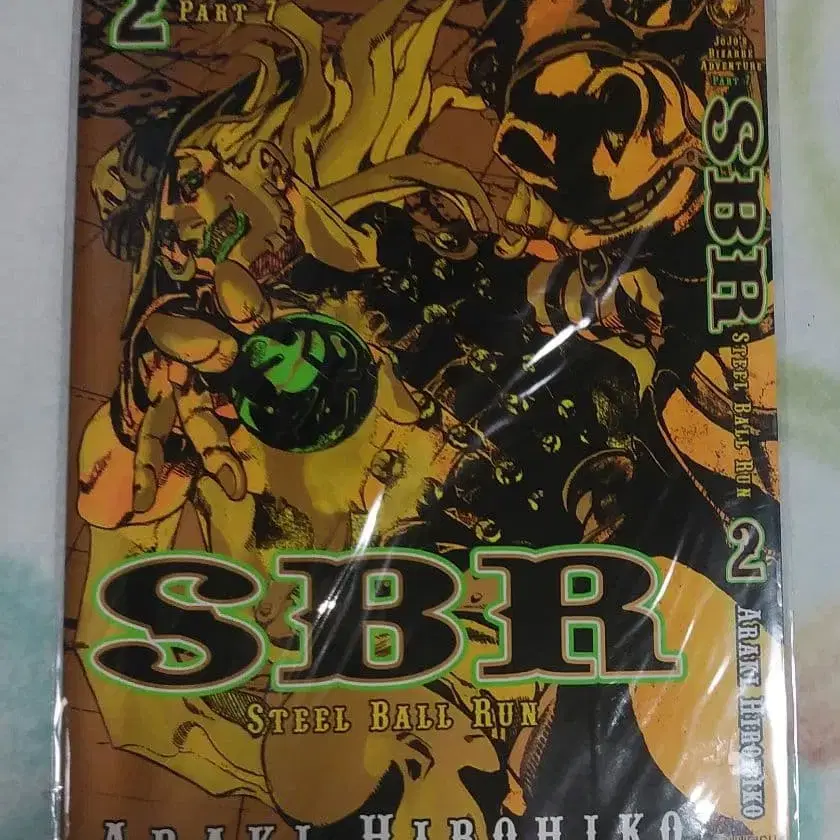 2 PART 7
SBR
STEEL BALL RUN
ARAKI HIROHIKO
JOJO'S
BIZARRE
ADVENTURE
PART 7
SBR
STEEL BALL RUN
2
ARAKI HIROHIKO